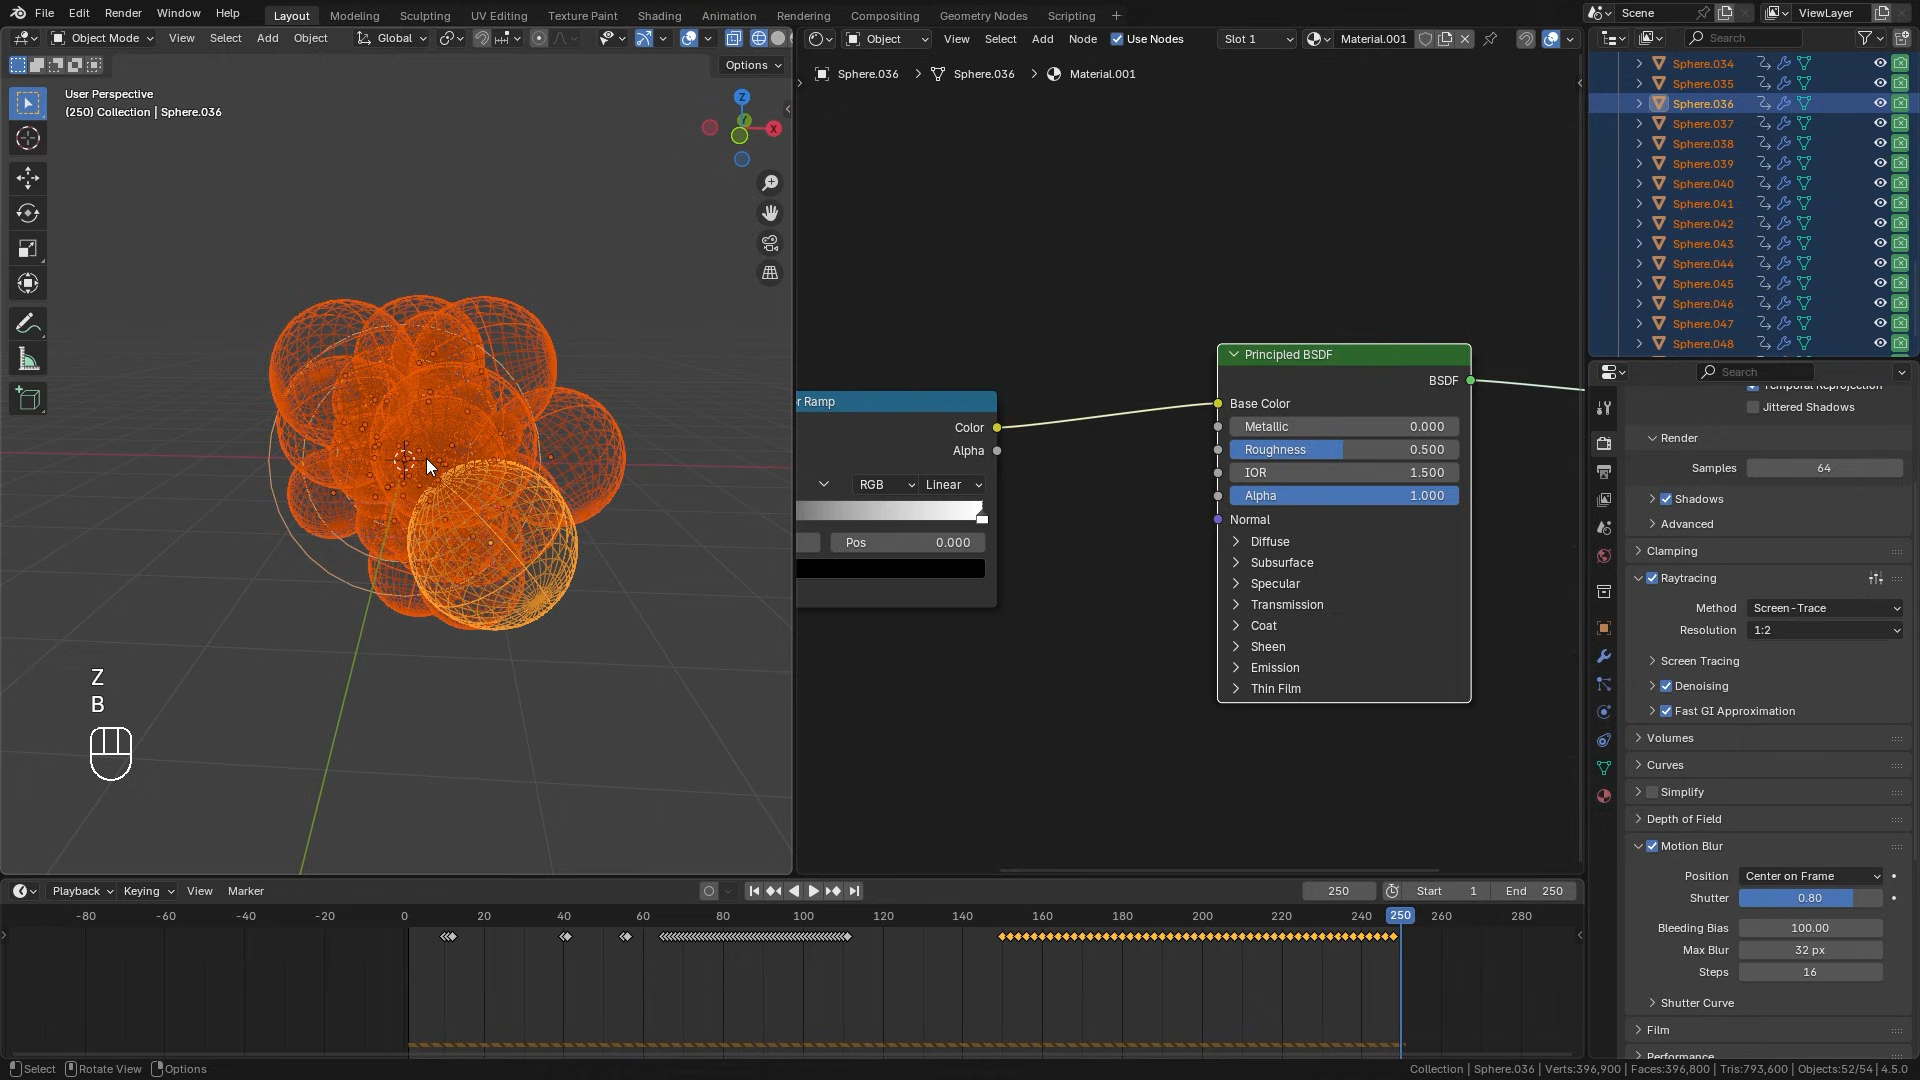 File Edit Render Window Help Layout Modeling Sculpting UV Editing Texture Paint Shading Animation Rendering Compositing Geometry Nodes Scripting + Scene ViewLayer
Object Mode View Select Add Object Global Object View Select Add Node Use Nodes Slot 1 Material.001 Search
Options
User Perspective
(250) Collection | Sphere.036
Z
X
Sphere.036 > Sphere.036 > Material.001
Sphere.034
Sphere.035
Sphere.036
Sphere.037
Sphere.038
Sphere.039
Sphere.040
Sphere.041
Sphere.042
Sphere.043
Sphere.044
Sphere.045
Sphere.046
Sphere.047
Sphere.048
Z
B
r Ramp
Color
Alpha
RGB Linear
Pos 0.000
Principled BSDF
BSDF
Base Color
Metallic 0.000
Roughness 0.500
IOR 1.500
Alpha 1.000
Normal
Diffuse
Subsurface
Specular
Transmission
Coat
Sheen
Emission
Thin Film
Search
Temporal Reprojection
Jittered Shadows
Render
Samples 64
Shadows
Advanced
Clamping
Raytracing
Method Screen-Trace
Resolution 1:2
Screen Tracing
Denoising
Fast GI Approximation
Volumes
Curves
Simplify
Depth of Field
Motion Blur
Position Center on Frame
Shutter 0.80
Bleeding Bias 100.00
Max Blur 32 px
Steps 16
Shutter Curve
Film
Performance
Playback Keying View Marker 250 Start 1 End 250
-80 -60 -40 -20 0 20 40 60 80 100 120 140 160 180 200 220 240 250 260 280
Select Rotate View Options Collection | Sphere.036 | Verts:396,900 | Faces:396,800 | Tris:793,600 | Objects:52/54 | 4.5.0